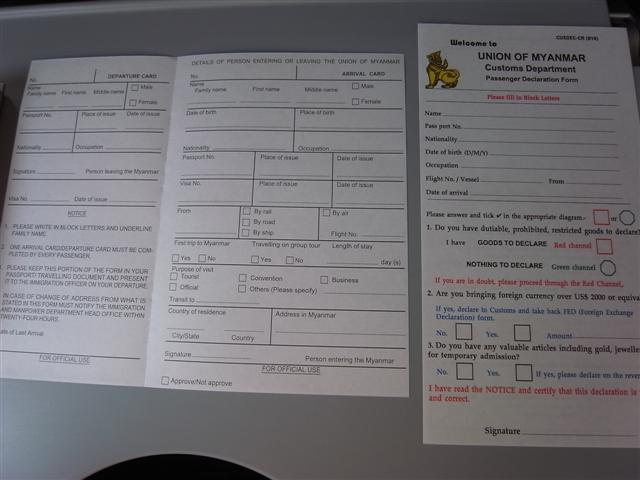 DETAILS OF PERSON ENTERING OR LEAVING THE UNION OF MYANMAR
No.
DEPARTURE CARD
Name
Family name First name Middle name
Male
Female
Passport No. Place of issue Date of issue
Nationality Occupation
Signature Person leaving the Myanmar
Visa No. Date of issue
NOTICE
1. PLEASE WRITE IN BLOCK LETTERS AND UNDERLINE
FAMILY NAME.
2. ONE ARRIVAL CARD/DEPARTURE CARD MUST BE COM-
PLETED BY EVERY PASSENGER.
PLEASE KEEP THIS PORTION OF THE FORM IN YOUR
PASSPORT/ TRAVELLING DOCUMENT AND PRESENT
IT TO THE IMMIGRATION OFFICER ON YOUR DEPARTURE.
IN CASE OF CHANGE OF ADDRESS FROM WHAT IS
STATED IN THIS FORM MUST NOTIFY THE IMMIGRATION
AND MANPOWER DEPARTMENT HEAD OFFICE WITHIN
TWENTY-FOUR HOURS.
Date of Last Arrival
FOR OFFICIAL USE
No.
ARRIVAL CARD
Name
Family name First name Middle name
Male
Female
Date of birth Place of birth
Nationality Occupation
Passport No. Place of issue Date of issue
Visa No. Place of issue Date of issue
From
By rail By air
By road
By ship Flight No.
First trip to Myanmar Travelling on group tour Length of stay
Yes No Yes No day (s)
Purpose of visit
Tourist Convention Business
Official Others (Please specify)
Transit to
Country of residence Address in Myanmar
City/State Country
Signature Person entering the Myanmar
FOR OFFICIAL USE
Approve/Not approve
CUSDEC-CR (B19)
Welcome to
UNION OF MYANMAR
Customs Department
Passenger Declaration Form
Please fill in Block Letters
Name
Pass port No.
Nationality
Date of birth (D/M/Y)
Occupation
Flight No. / Vessel From
Date of arrival
Please answer and tick ✔ in the appropriate diagram. or
1. Do you have dutiable, prohibited, restricted goods to declare?
I have GOODS TO DECLARE Red channel
NOTHING TO DECLARE Green channel
If you are in doubt, please proceed through the Red Channel.
2. Are you bringing foreign currency over US$ 2000 or equiva
If yes, declare to Customs and take back FED (Foreign Exchange
Declaration) form.
No. Yes. Amount
3. Do you have any valuable articles including gold, jewelle
for temporary admission?
No. Yes. If yes, please declare on the rever
I have read the NOTICE and certify that this declaration is
and correct.
Signature